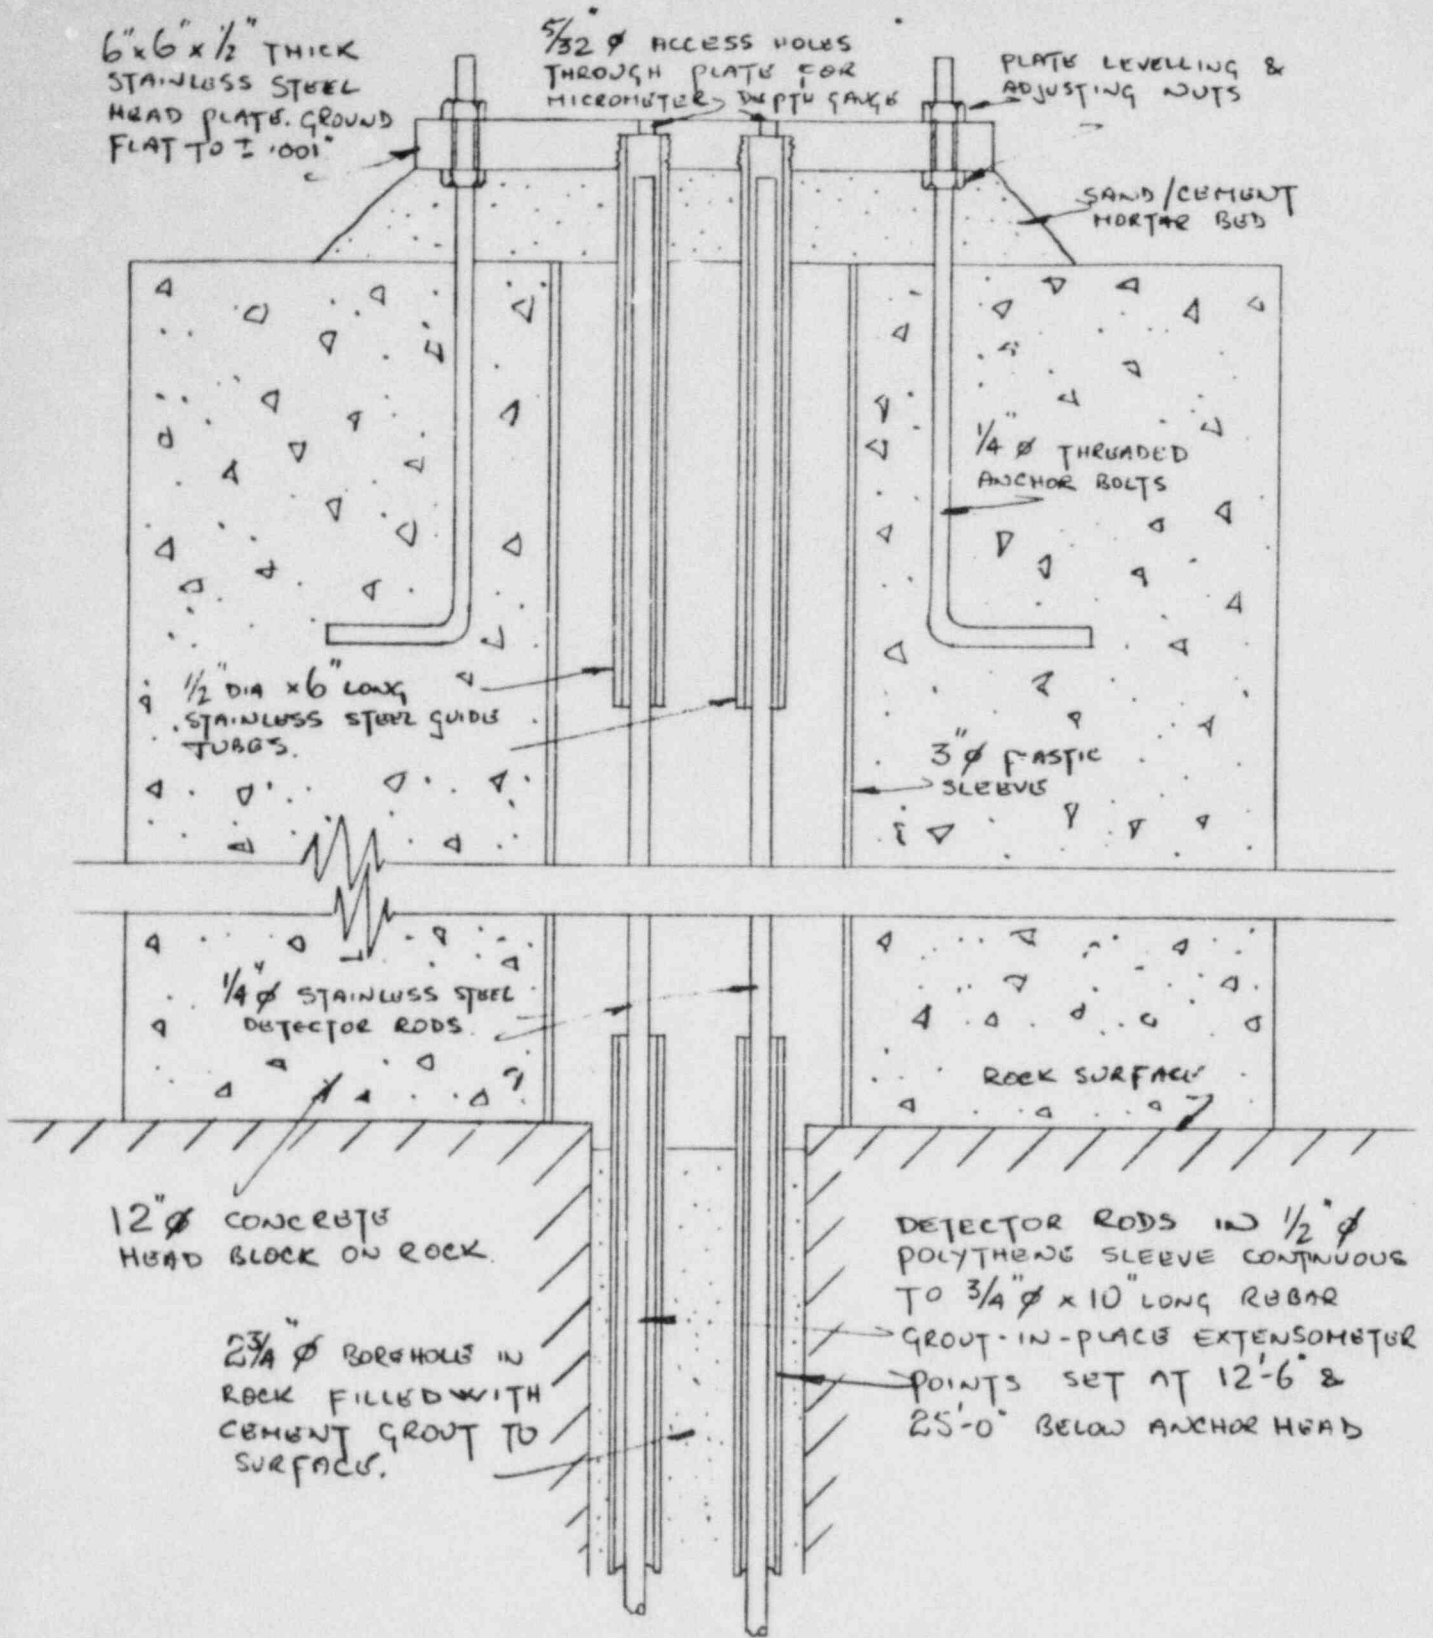 6"x6"x1/2" THICK
STAINLESS STEEL
HEAD PLATE. GROUND
FLAT TO ± .001"
5/32" ø ACCESS HOLES
THROUGH PLATE FOR
MICROMETER DEPTH GAUGE
PLATE LEVELLING &
ADJUSTING NUTS
SAND/CEMENT
MORTAR BED
1/4" ø THREADED
ANCHOR BOLTS
1/2" DIA x6" LONG
STAINLESS STEEL GUIDE
TUBES.
3" ø PLASTIC
SLEEVE
1/4" ø STAINLESS STEEL
DETECTOR RODS.
ROCK SURFACE
12" ø CONCRETE
HEAD BLOCK ON ROCK.
2 3/4" ø BOREHOLE IN
ROCK FILLED WITH
CEMENT GROUT TO
SURFACE.
DETECTOR RODS IN 1/2" ø
POLYTHENE SLEEVE CONTINUOUS
TO 3/4" ø x 10" LONG REBAR
GROUT-IN-PLACE EXTENSOMETER
POINTS SET AT 12'-6" &
25'-0" BELOW ANCHOR HEAD